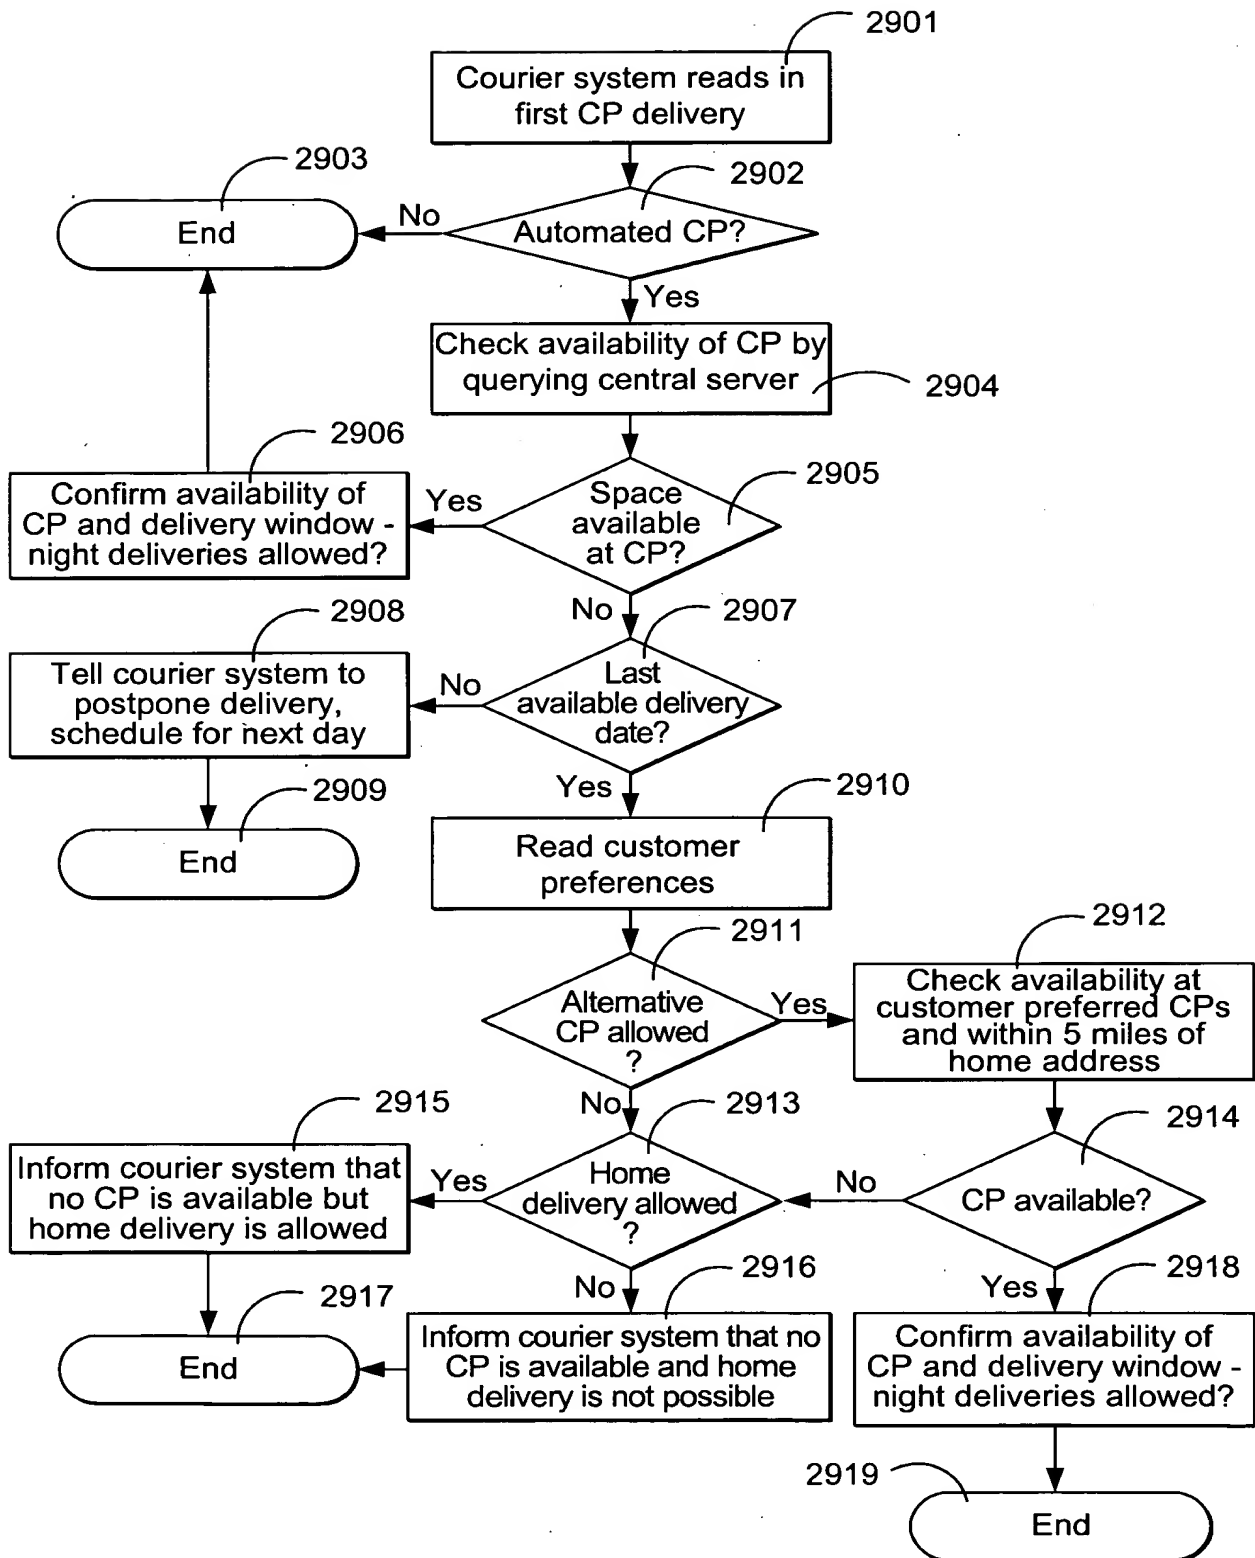 2901
Courier system reads in
first CP delivery
2903
2902
End
No
Automated CP?
Yes
Check availability of CP by
querying central server
2904
2906
2905
Confirm availability of
CP and delivery window -
night deliveries allowed?
Yes
Space
available
at CP?
No
2908
2907
Tell courier system to
postpone delivery,
schedule for next day
No
Last
available delivery
date?
Yes
2909
2910
End
Read customer
preferences
2911
2912
Alternative
CP allowed
?
Yes
Check availability at
customer preferred CPs
and within 5 miles of
home address
No
2915
2913
2914
Inform courier system that
no CP is available but
home delivery is allowed
Yes
Home
delivery allowed
?
No
CP available?
No
2916
Yes
2918
2917
End
Inform courier system that no
CP is available and home
delivery is not possible
Confirm availability of
CP and delivery window -
night deliveries allowed?
2919
End